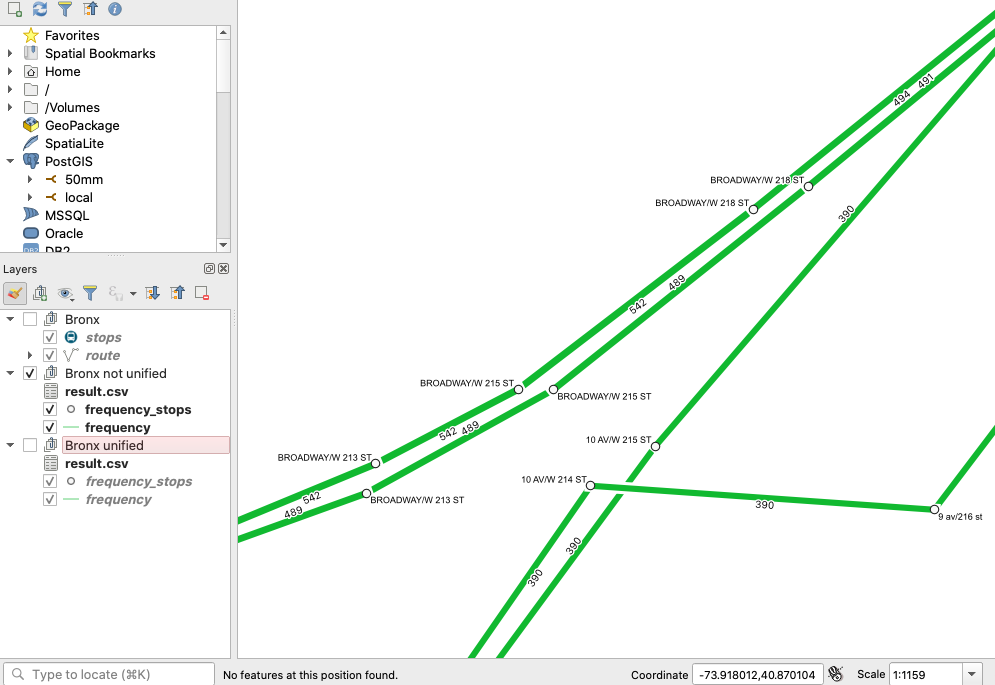 Favorites
Spatial Bookmarks
Home
/
/Volumes
GeoPackage
SpatiaLite
PostGIS
50mm
local
MSSQL
Oracle
DB2
Layers
Bronx
stops
route
Bronx not unified
result.csv
frequency_stops
frequency
Bronx unified
result.csv
frequency_stops
frequency
491
494
BROADWAY/W 218 ST
BROADWAY/W 218 ST
390
489
542
BROADWAY/W 215 ST
BROADWAY/W 215 ST
542 489
10 AV/W 215 ST
BROADWAY/W 213 ST
10 AV/W 214 ST
542
BROADWAY/W 213 ST
390
489
9 av/216 st
390
390
Type to locate (⌘K)
No features at this position found.
Coordinate -73.918012,40.870104
Scale 1:1159